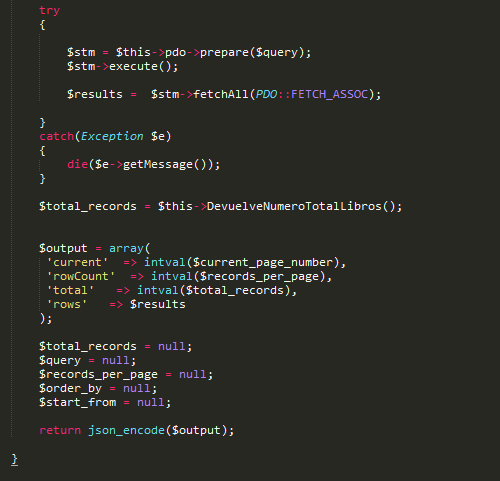 try
{
$stm = $this->pdo->prepare($query);
$stm->execute();
$results =  $stm->fetchAll(PDO::FETCH_ASSOC);
}
catch(Exception $e)
{
die($e->getMessage());
}
$total_records = $this->DevuelveNumeroTotalLibros();
$output = array(
'current'  => intval($current_page_number),
'rowCount'  => intval($records_per_page),
'total'   => intval($total_records),
'rows'   => $results
);
$total_records = null;
$query = null;
$records_per_page = null;
$order_by = null;
$start_from = null;
return json_encode($output);
}